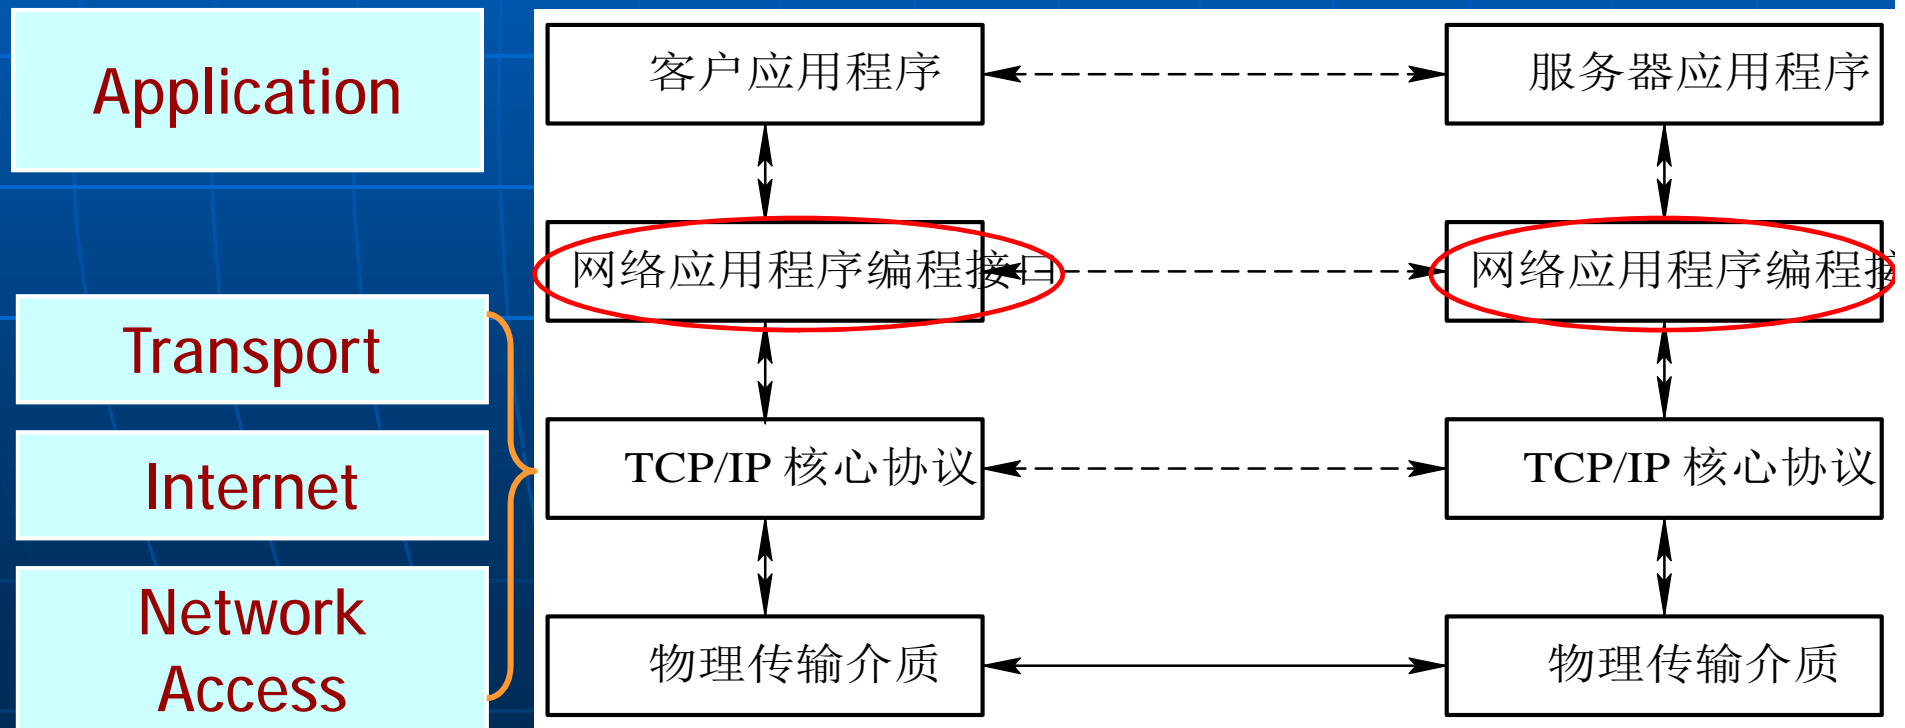 Application
Transport
Internet
Network
Access
客户应用程序
服务器应用程序
网络应用程序编程接口
网络应用程序编程接
TCP/IP 核心协议
TCP/IP 核心协议
物理传输介质
物理传输介质